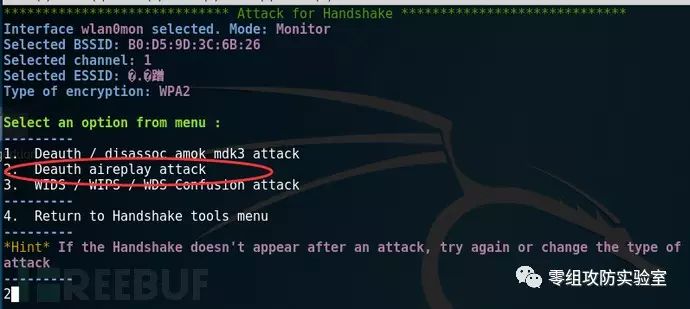 ***************************** Attack for Handshake *****************************
Interface wlan0mon selected. Mode: Monitor
Selected BSSID: B0:D5:9D:3C:6B:26
Selected channel: 1
Selected ESSID: �.�蹭
Type of encryption: WPA2
Select an option from menu :
---------
1.  Deauth / disassoc amok mdk3 attack
2.  Deauth aireplay attack
3.  WIDS / WIPS / WDS Confusion attack
---------
4.  Return to Handshake tools menu
---------
*Hint* If the Handshake doesn't appear after an attack, try again or change the type of
attack
---------
2
REEBUF
零组攻防实验室